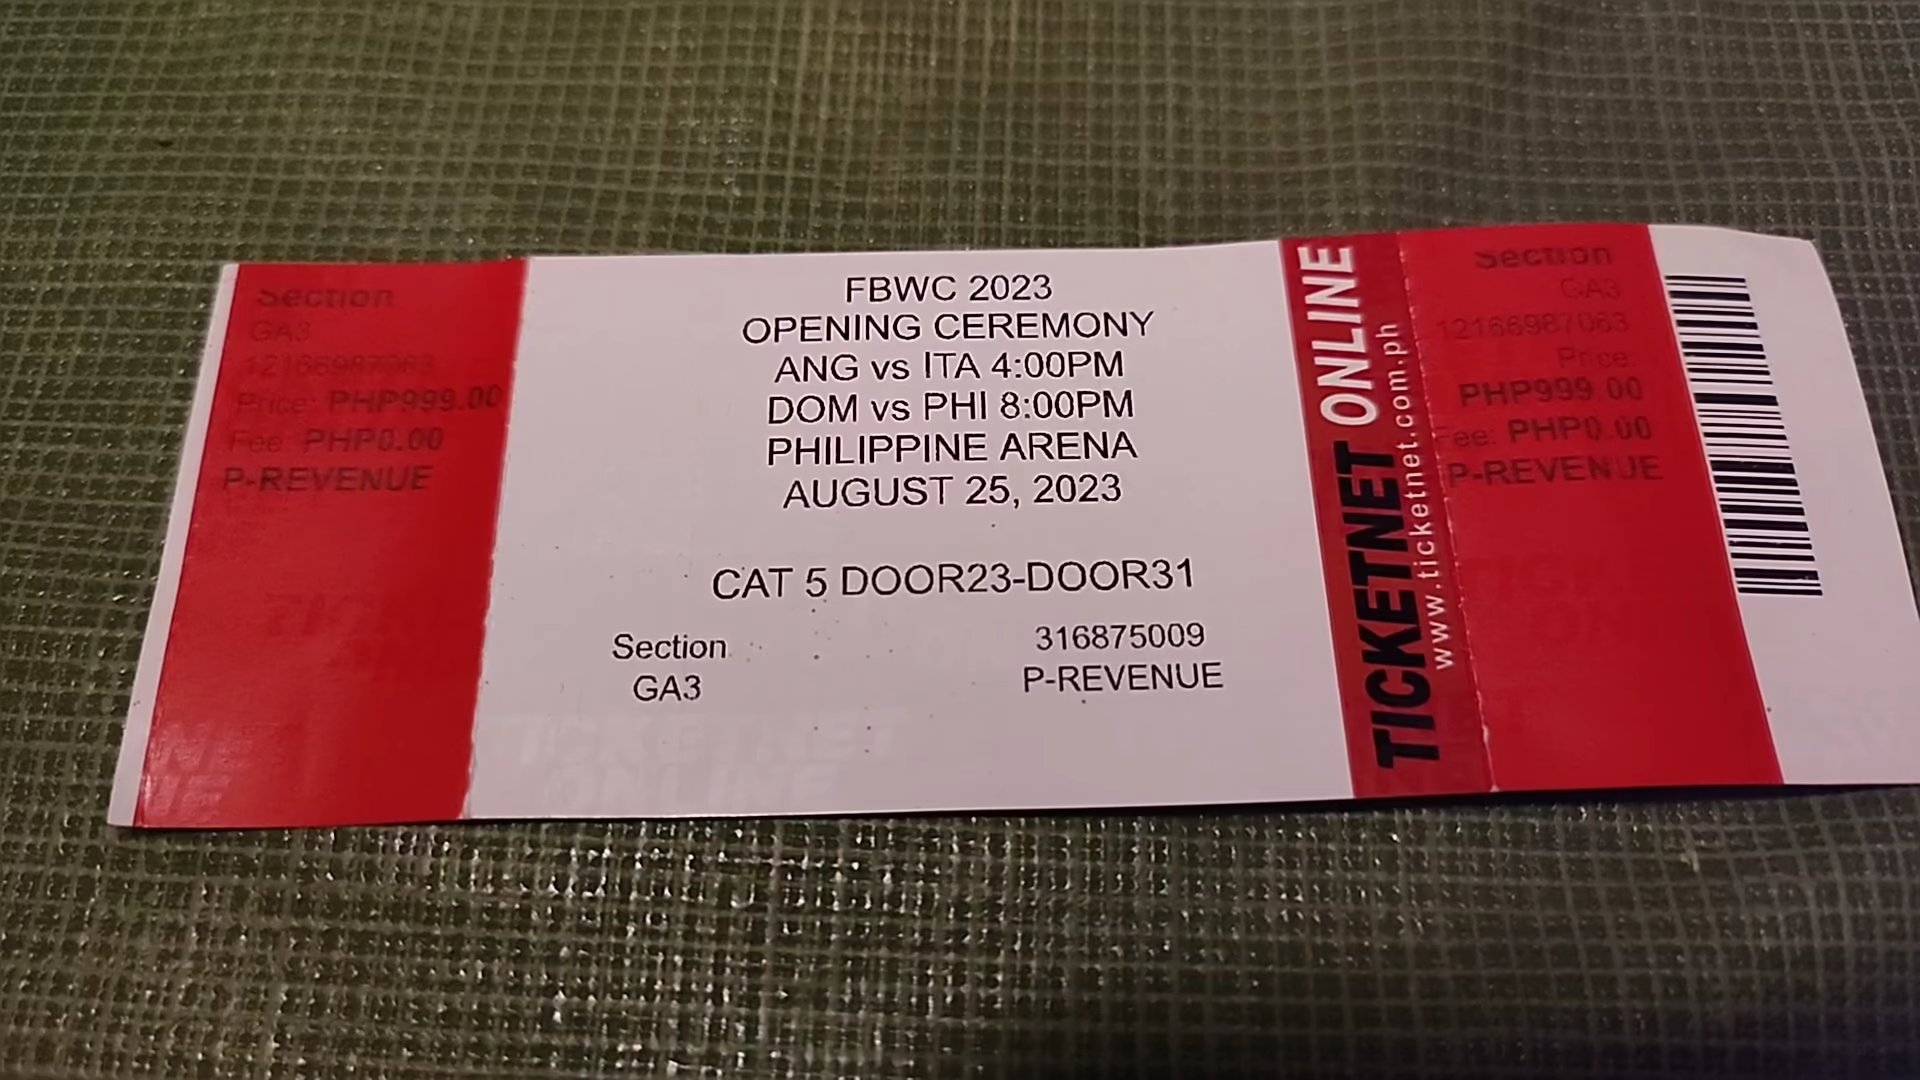 Section
GA3
12166987063
Price: PHP999.00
Fee: PHP0.00
P-REVENUE
FBWC 2023
OPENING CEREMONY
ANG vs ITA 4:00PM
DOM vs PHI 8:00PM
PHILIPPINE ARENA
AUGUST 25, 2023
CAT 5 DOOR23-DOOR31
Section
GA3
316875009
P-REVENUE
TICKETNET ONLINE
www.ticketnet.com.ph
Section
GA3
12166987063
Price:
PHP999.00
Fee: PHP0.00
P-REVENUE
TICKETNET
ONLINE